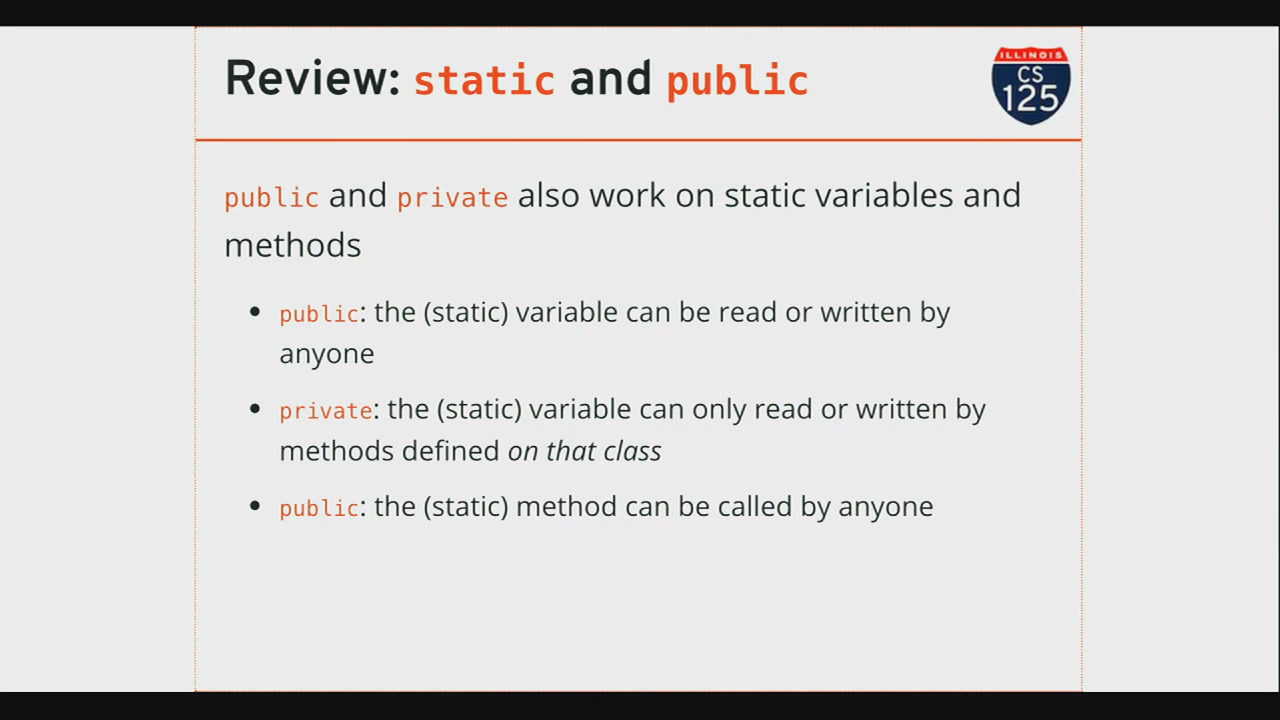 Review: static and public
ILLINOIS
CS
125
public and private also work on static variables and
methods
• public: the (static) variable can be read or written by
anyone
• private: the (static) variable can only read or written by
methods defined on that class
• public: the (static) method can be called by anyone